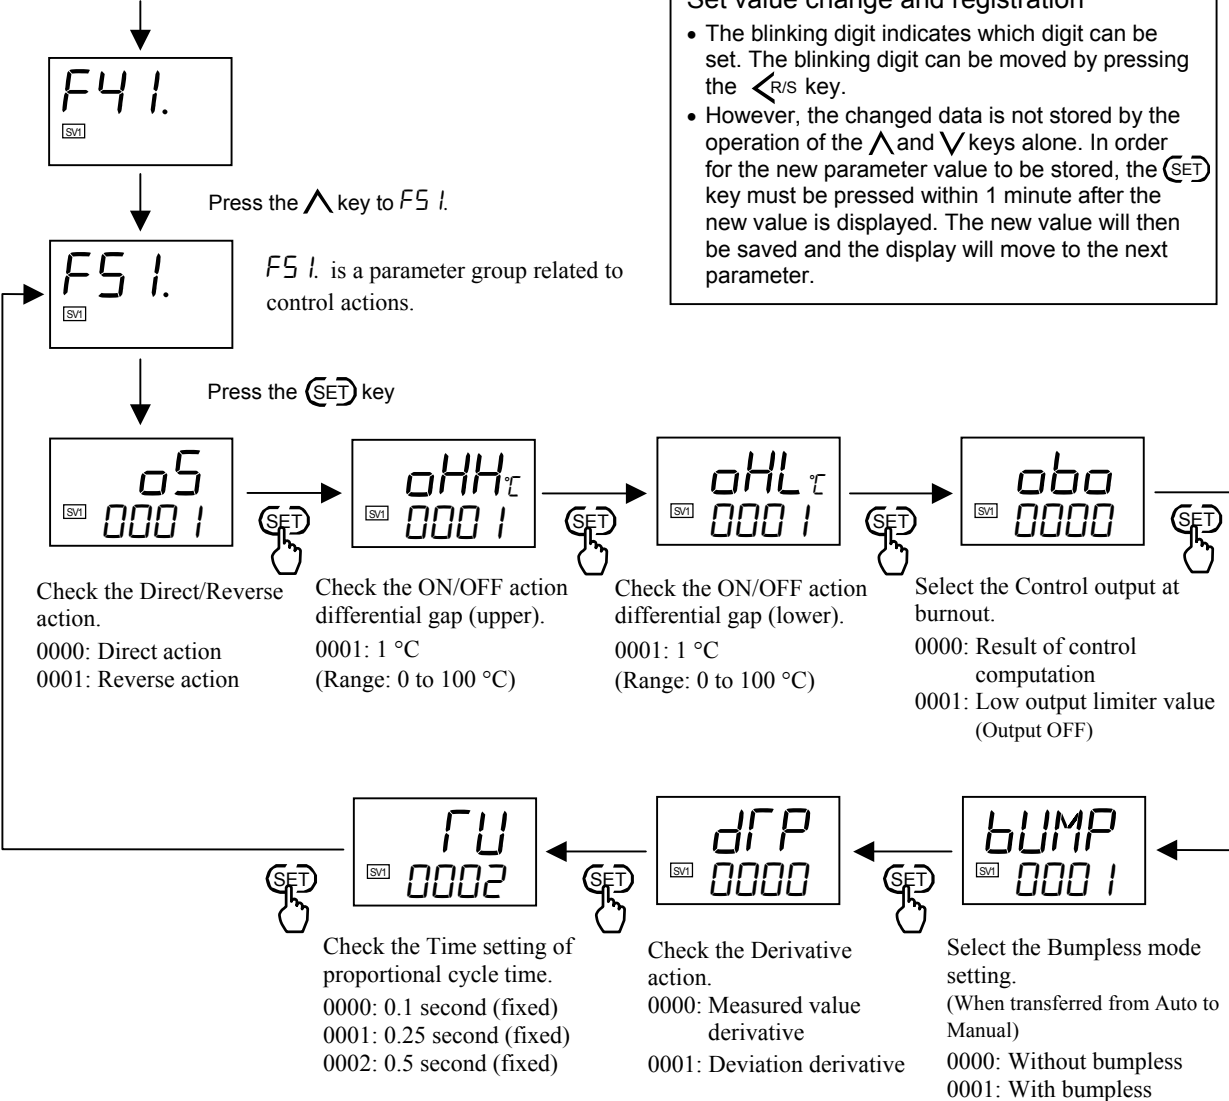 Set value change and registration
• The blinking digit indicates which digit can be
set. The blinking digit can be moved by pressing
the <R/S key.
• However, the changed data is not stored by the
operation of the Λ and V keys alone. In order
for the new parameter value to be stored, the SET
key must be pressed within 1 minute after the
new value is displayed. The new value will then
be saved and the display will move to the next
parameter.
F41.
SV1
Press the Λ key to F51.
F51.
SV1
F51. is a parameter group related to
control actions.
Press the SET key
oS
SV1 0001
SET
Check the Direct/Reverse
action.
0000: Direct action
0001: Reverse action
oHH °C
SV1 0001
SET
Check the ON/OFF action
differential gap (upper).
0001: 1 °C
(Range: 0 to 100 °C)
oHL °C
SV1 0001
SET
Check the ON/OFF action
differential gap (lower).
0001: 1 °C
(Range: 0 to 100 °C)
obo
SV1 0000
SET
Select the Control output at
burnout.
0000: Result of control
computation
0001: Low output limiter value
(Output OFF)
bUMP
SV1 0001
SET
Select the Bumpless mode
setting.
(When transferred from Auto to
Manual)
0000: Without bumpless
0001: With bumpless
dΓP
SV1 0000
SET
Check the Derivative
action.
0000: Measured value
derivative
0001: Deviation derivative
ΓU
SV1 0002
SET
Check the Time setting of
proportional cycle time.
0000: 0.1 second (fixed)
0001: 0.25 second (fixed)
0002: 0.5 second (fixed)